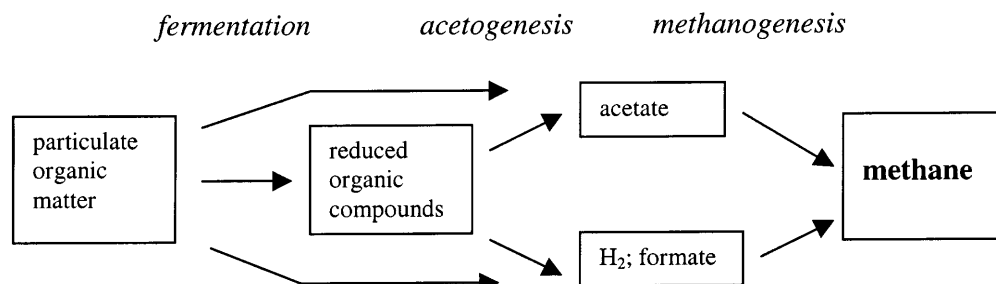 fermentation acetogenesis methanogenesis
particulate
organic
matter
reduced
organic
compounds
acetate
H₂; formate
methane